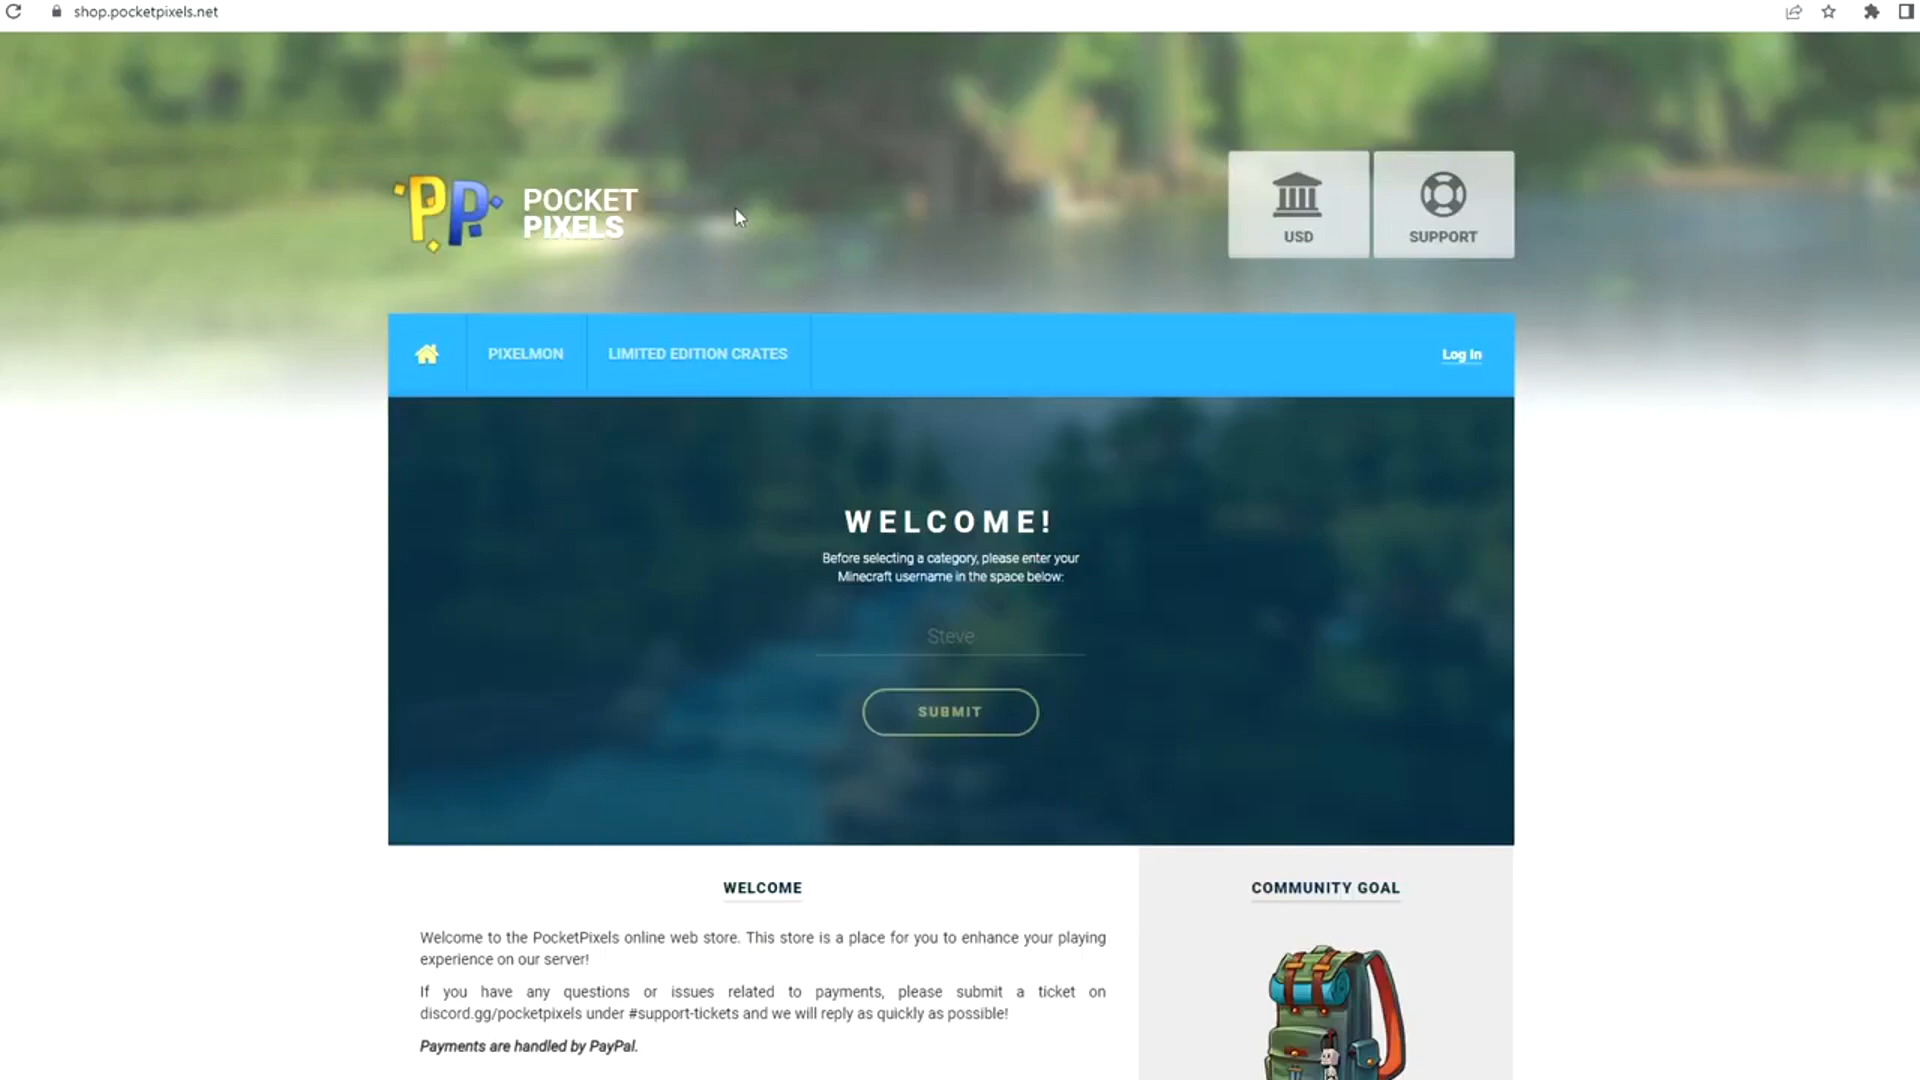 shop.pocketpixels.net
PP
POCKET
PIXELS
USD
SUPPORT
PIXELMON
LIMITED EDITION CRATES
Log In
WELCOME!
Before selecting a category, please enter your
Minecraft username in the space below:
Steve
SUBMIT
WELCOME
Welcome to the PocketPixels online web store. This store is a place for you to enhance your playing
experience on our server!
If you have any questions or issues related to payments, please submit a ticket on
discord.gg/pocketpixels under #support-tickets and we will reply as quickly as possible!
Payments are handled by PayPal.
COMMUNITY GOAL